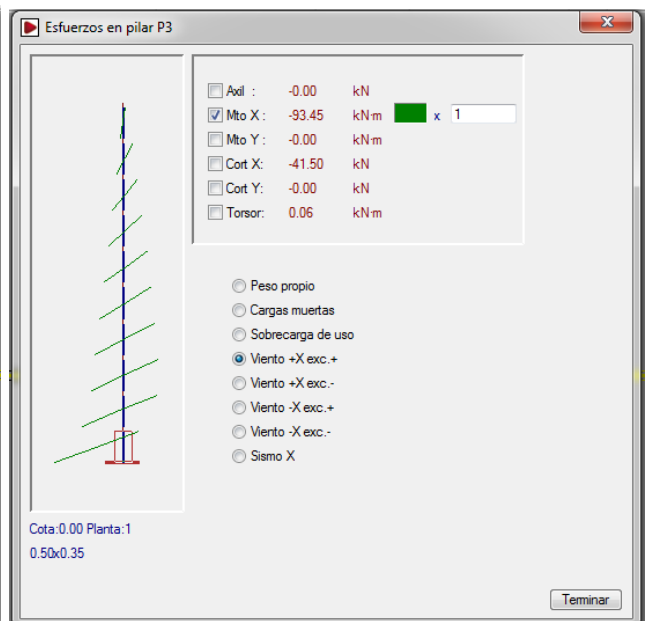 Esfuerzos en pilar P3
x
Axil : -0.00 kN
Mto X : -93.45 kN·m x 1
Mto Y : -0.00 kN·m
Cort X: -41.50 kN
Cort Y: -0.00 kN
Torsor: 0.06 kN·m
Peso propio
Cargas muertas
Sobrecarga de uso
Viento +X exc.+
Viento +X exc.-
Viento -X exc.+
Viento -X exc.-
Sismo X
Cota:0.00 Planta:1
0.50x0.35
Terminar